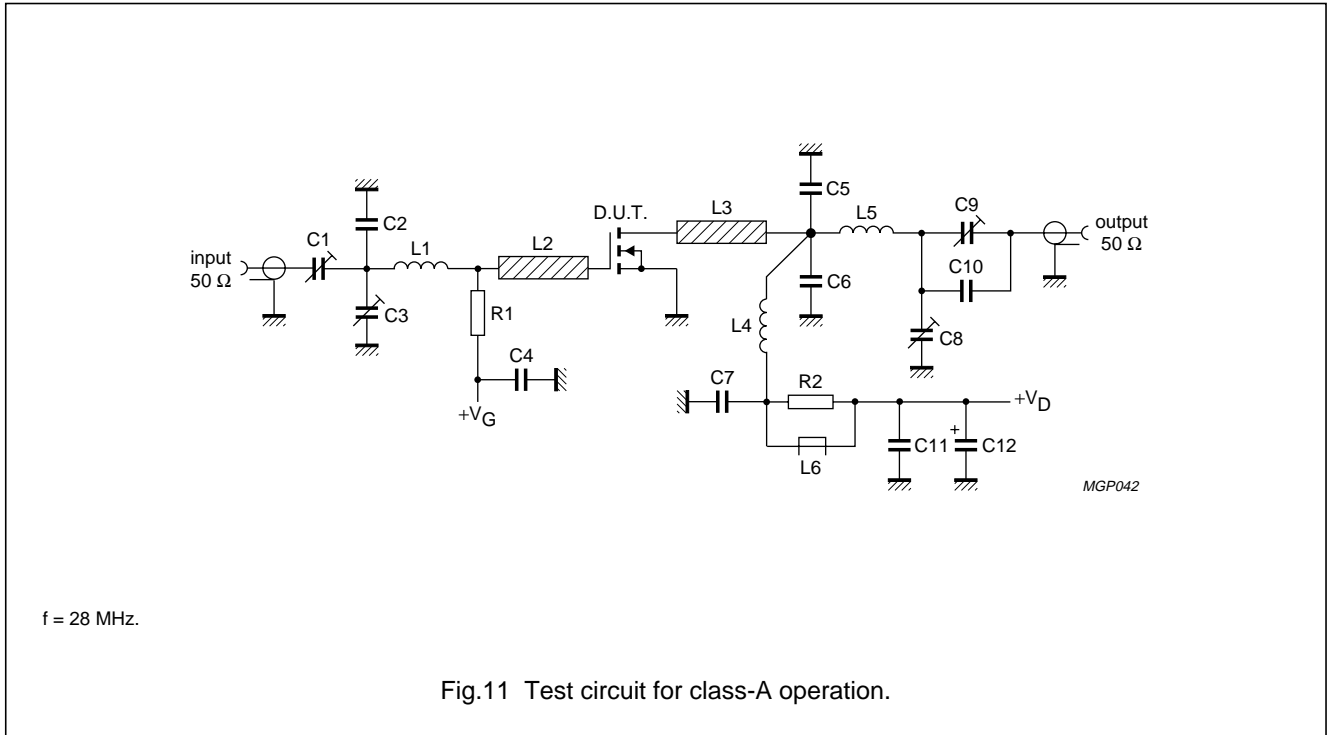 C5
D.U.T.
L3
L5
C9
output
50 Ω
C2
C1
L1
L2
input
50 Ω
C10
C6
C3
R1
L4
C8
C4
C7
R2
+VG
+VD
+
C11
C12
L6
MGP042
f = 28 MHz.
Fig.11 Test circuit for class-A operation.